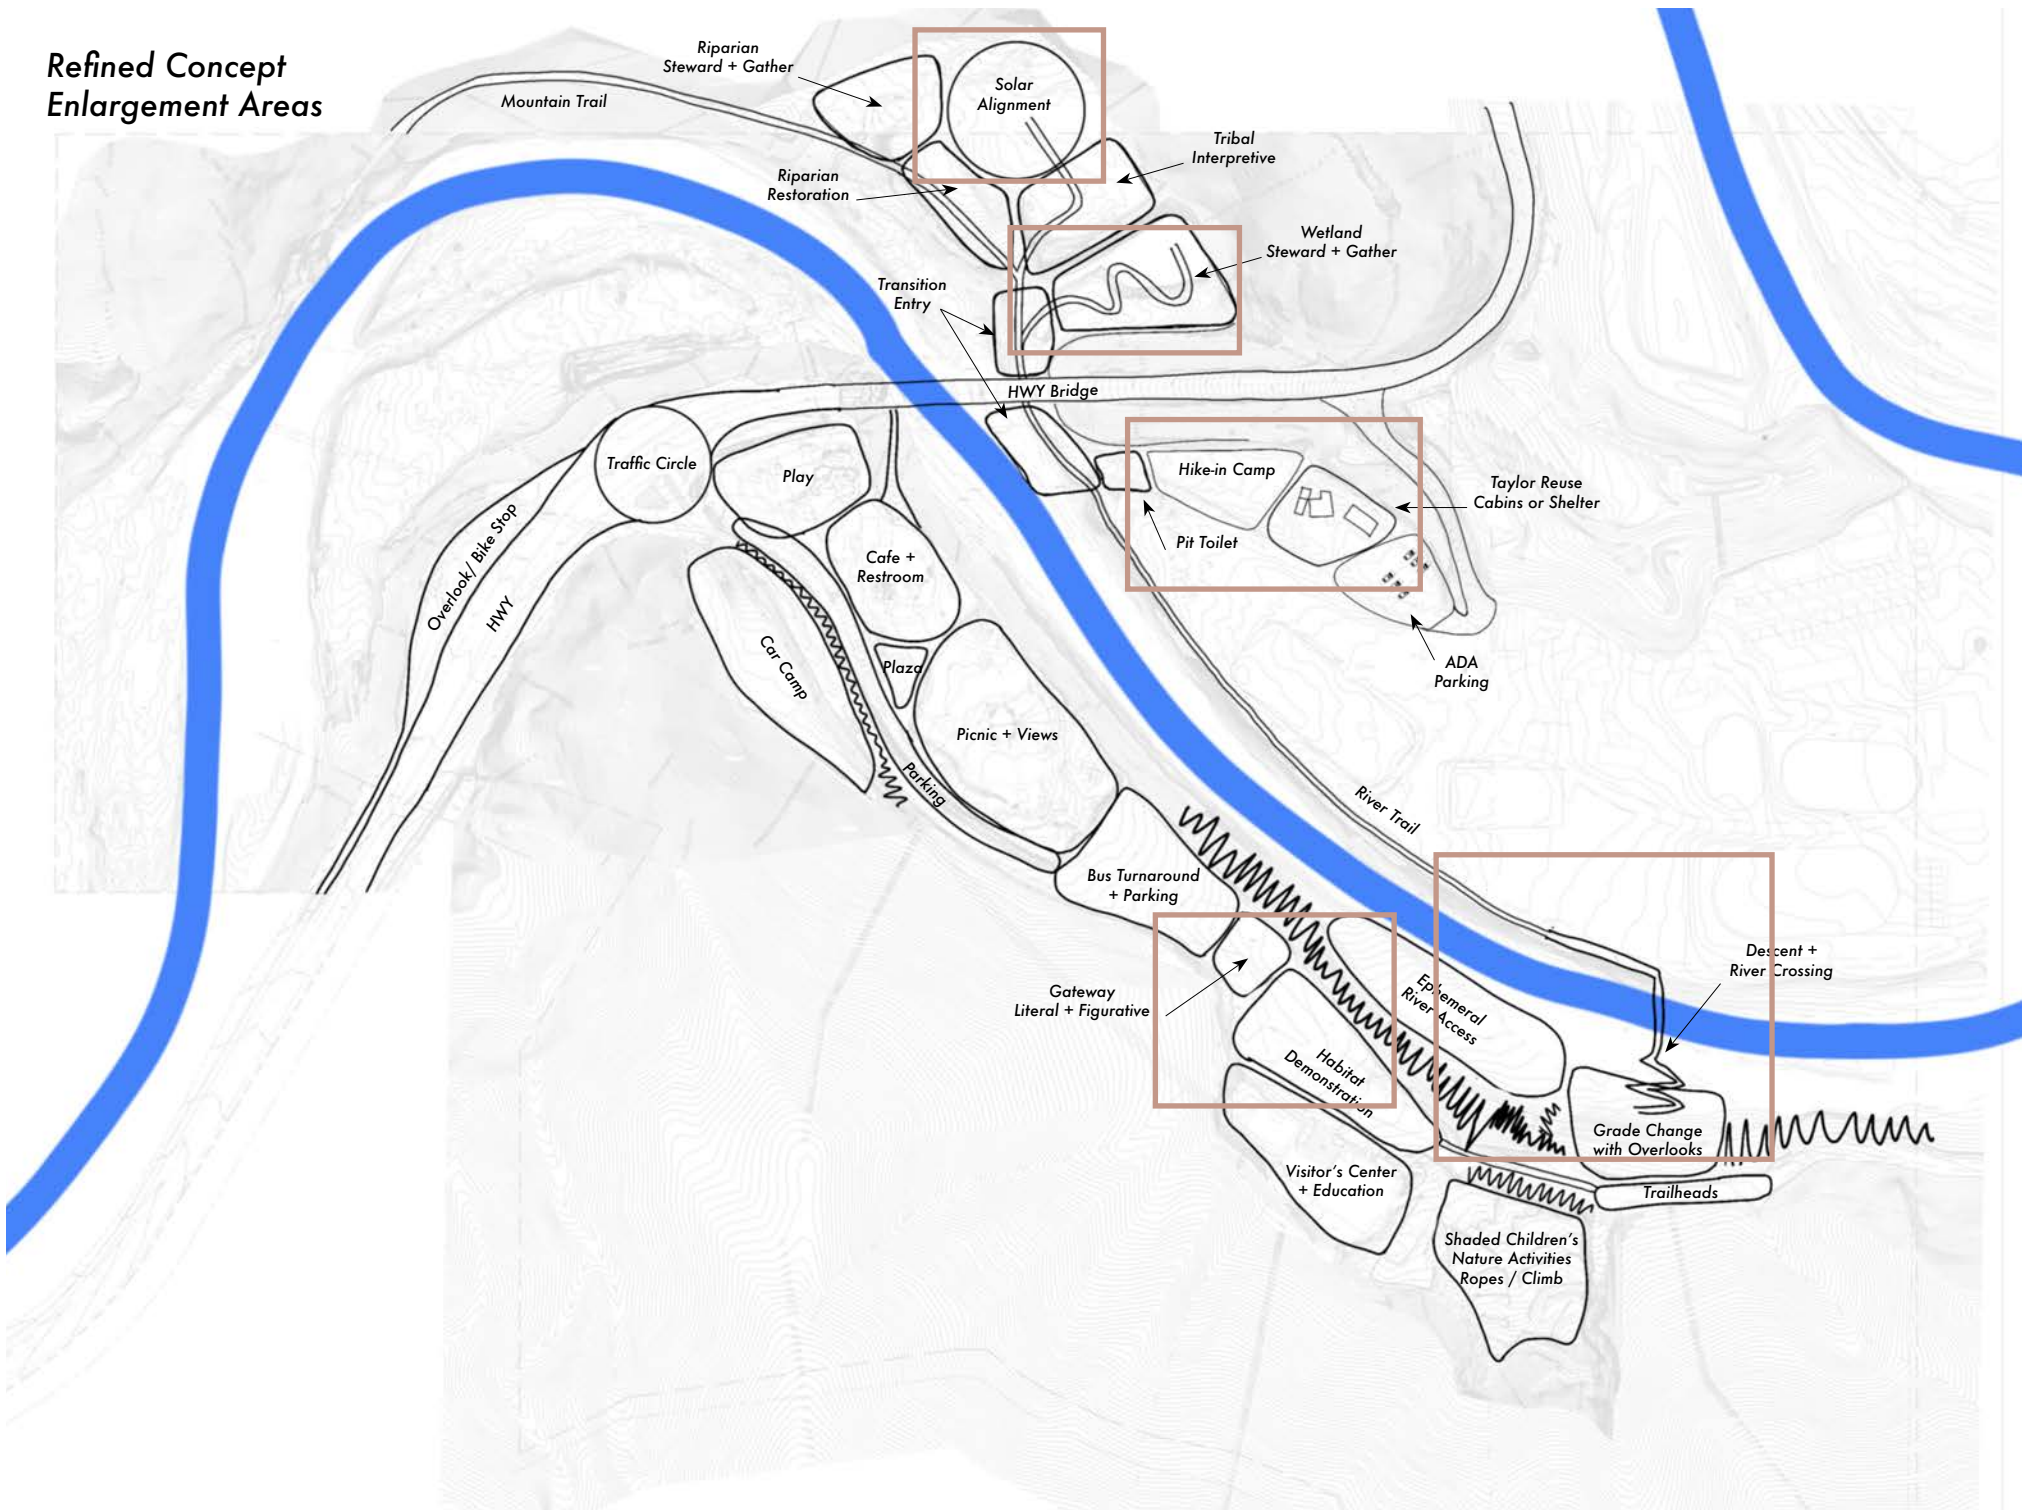 Refined Concept
Enlargement Areas
Riparian
Steward + Gather
Mountain Trail
Solar
Alignment
Tribal
Interpretive
Riparian
Restoration
Wetland
Steward + Gather
Transition
Entry
HWY Bridge
Traffic Circle
Play
Hike-in Camp
Taylor Reuse
Cabins or Shelter
Pit Toilet
Overlook/ Bike Stop
HWY
Cafe +
Restroom
Car Camp
Plaza
ADA
Parking
Picnic + Views
Parking
River Trail
Bus Turnaround
+ Parking
Descent +
River Crossing
Gateway
Literal + Figurative
Ephemeral
River Access
Habitat
Demonstration
Grade Change
with Overlooks
Visitor's Center
+ Education
Trailheads
Shaded Children's
Nature Activities
Ropes / Climb